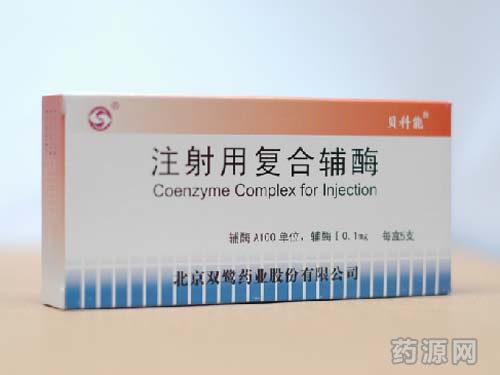 ®
贝科能®
注射用复合辅酶
Coenzyme Complex for Injection
辅酶A100单位，辅酶I 0.1mg 每盒5支
北京双鹭药业股份有限公司
药源网